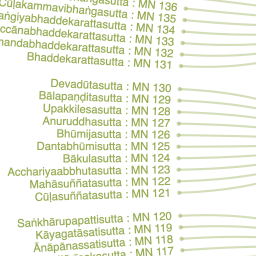 Cūḷakammavibhaṅgasutta : MN 135
Bhaddekarattasutta : MN 131
Devadūtasutta : MN 130
Bālapaṇḍitasutta : MN 129
Upakkilesasutta : MN 128
Anuruddhasutta : MN 127
Bhūmijasutta : MN 126
Dantabhūmisutta : MN 125
Bākulasutta : MN 124
Acchariyaabbhutasutta : MN 123
Mahāsuññatasutta : MN 122
Cūḷasuññatasutta : MN 121
Saṅkhārupapattisutta : MN 120
Kāyagatāsatisutta : MN 119
Ānāpānassatisutta : MN 118
: MN 117